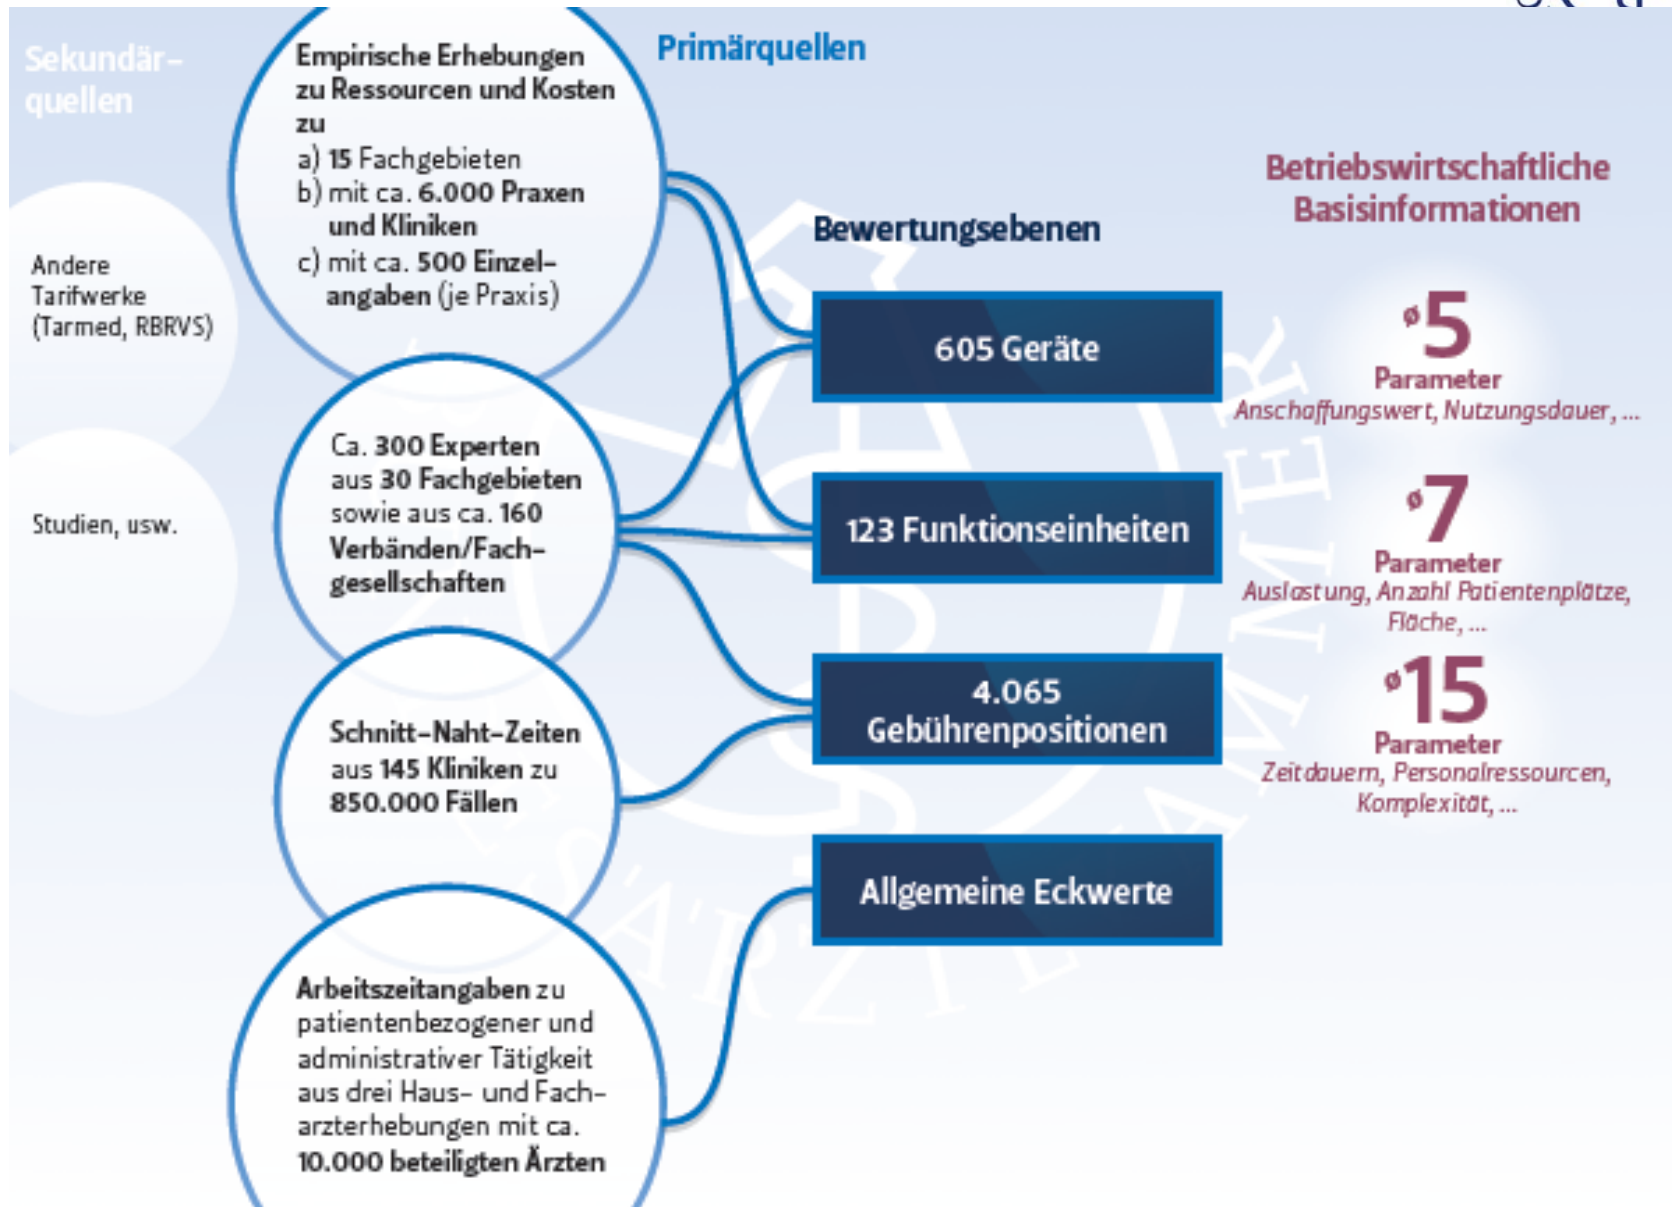 Sekundär-
quellen
Andere
Tarifwerke
(Tarmed, RBRVS)
Studien, usw.
Primärquellen
Empirische Erhebungen
zu Ressourcen und Kosten
zu
a) 15 Fachgebieten
b) mit ca. 6.000 Praxen
und Kliniken
c) mit ca. 500 Einzel-
angaben (je Praxis)
Ca. 300 Experten
aus 30 Fachgebieten
sowie aus ca. 160
Verbänden/Fach-
gesellschaften
Schnitt-Naht-Zeiten
aus 145 Kliniken zu
850.000 Fällen
Arbeitszeitangaben zu
patientenbezogener und
administrativer Tätigkeit
aus drei Haus- und Fach-
arzterhebungen mit ca.
10.000 beteiligten Ärzten
Bewertungsebenen
605 Geräte
123 Funktionseinheiten
4.065
Gebührenpositionen
Allgemeine Eckwerte
Betriebswirtschaftliche
Basisinformationen
ø5
Parameter
Anschaffungswert, Nutzungsdauer, ...
ø7
Parameter
Auslastung, Anzahl Patientenplätze,
Fläche, ...
ø15
Parameter
Zeitdauern, Personalressourcen,
Komplexität, ...